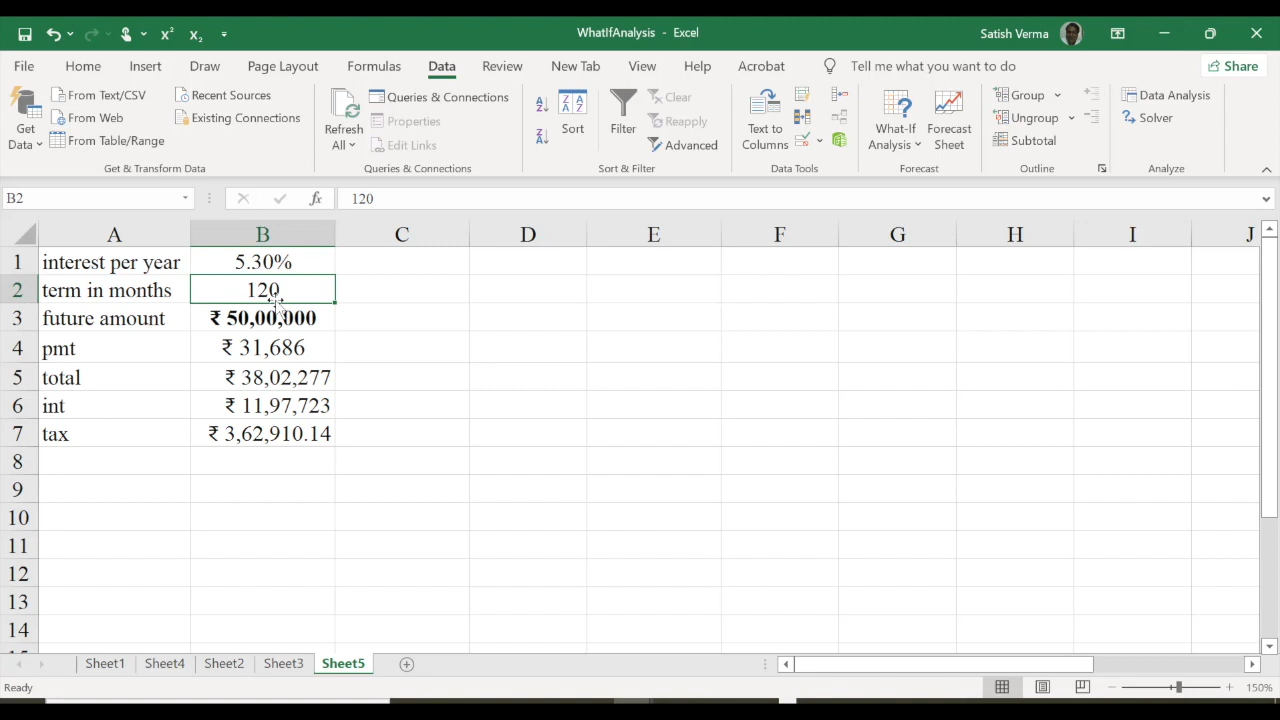 WhatIfAnalysis - Excel
Satish Verma
File Home Insert Draw Page Layout Formulas Data Review New Tab View Help Acrobat Tell me what you want to do Share
Get Data
From Text/CSV
From Web
From Table/Range
Recent Sources
Existing Connections
Get & Transform Data
Refresh All
Queries & Connections
Properties
Edit Links
Queries & Connections
Sort
Filter
Clear
Reapply
Advanced
Sort & Filter
Text to Columns
Data Tools
What-If Analysis
Forecast Sheet
Forecast
Group
Ungroup
Subtotal
Outline
Data Analysis
Solver
Analyze
B2 fx 120
A B C D E F G H I J
1 interest per year 5.30%
2 term in months 120
3 future amount ₹ 50,00,000
4 pmt ₹ 31,686
5 total ₹ 38,02,277
6 int ₹ 11,97,723
7 tax ₹ 3,62,910.14
8
9
10
11
12
13
14
Sheet1 Sheet4 Sheet2 Sheet3 Sheet5
Ready 150%